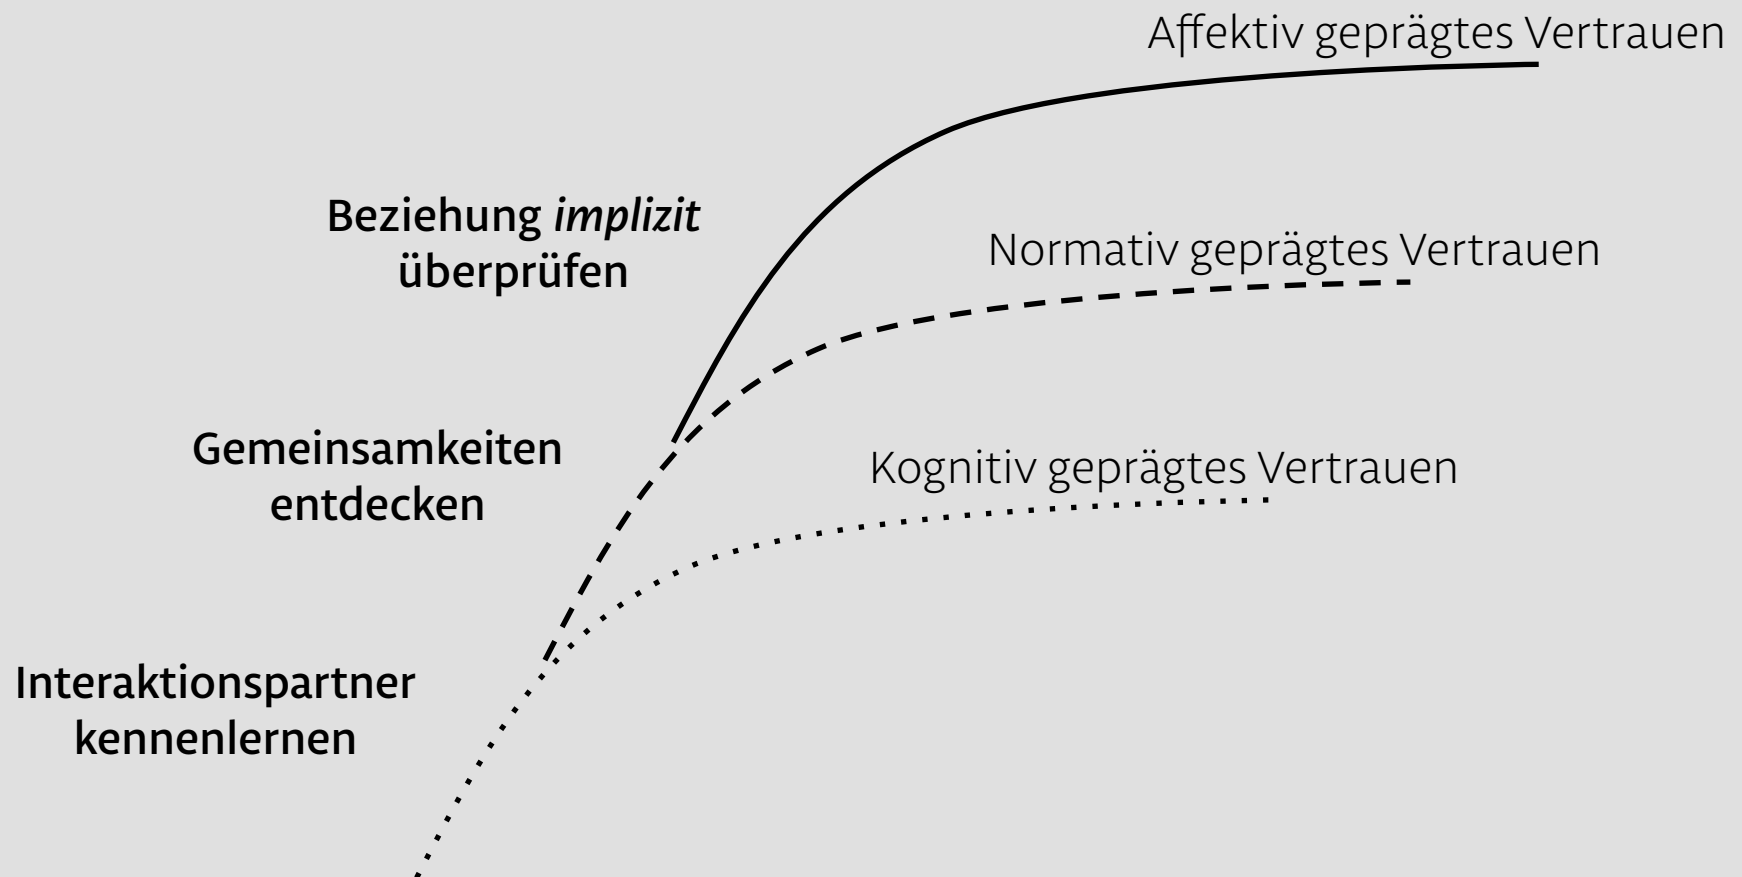 Affektiv geprägtes Vertrauen
Beziehung implizit
überprüfen
Normativ geprägtes Vertrauen
Gemeinsamkeiten
entdecken
Kognitiv geprägtes Vertrauen
Interaktionspartner
kennenlernen